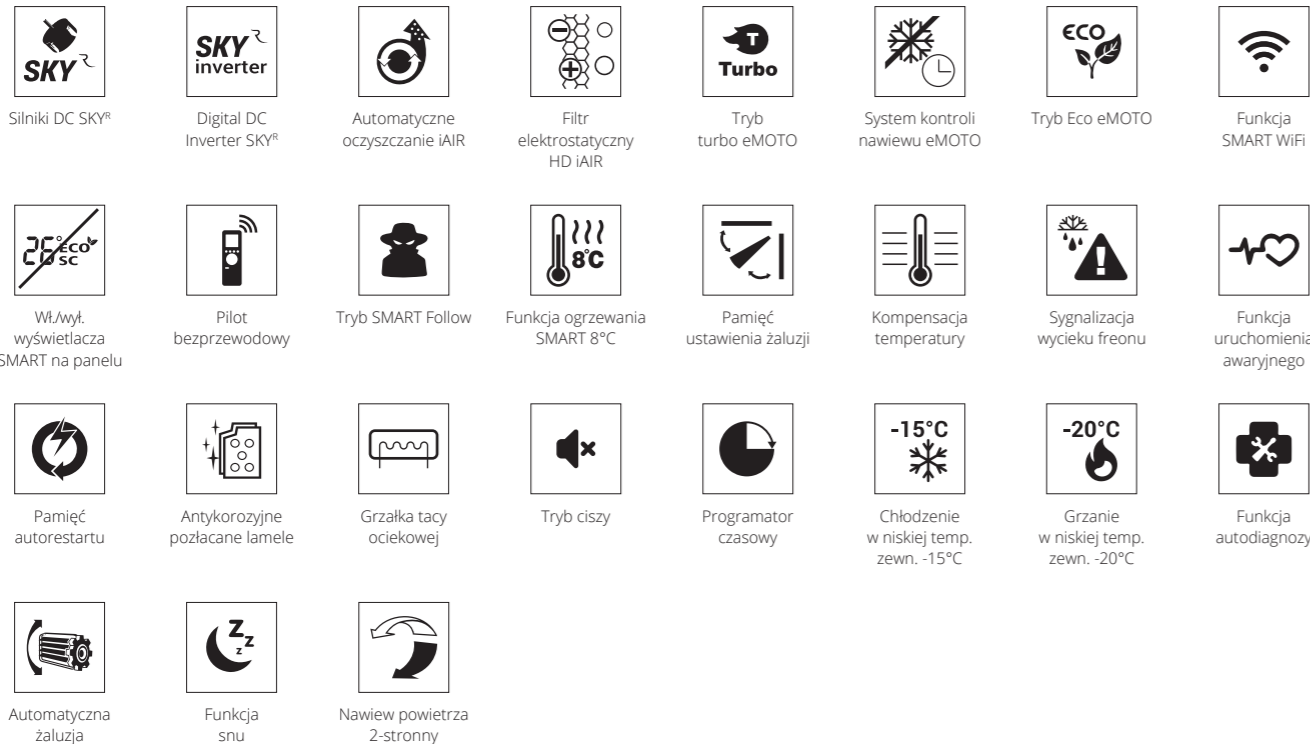 SKY R
Silniki DC SKYᴿ
SKY R
inverter
Digital DC
Inverter SKYᴿ
Automatyczne
oczyszczanie iAIR
Filtr
elektrostatyczny
HD iAIR
T
Turbo
Tryb
turbo eMOTO
System kontroli
nawiewu eMOTO
ECO
Tryb Eco eMOTO
Funkcja
SMART WiFi
26° ECO
SC
Wł./wył.
wyświetlacza
SMART na panelu
Pilot
bezprzewodowy
Tryb SMART Follow
8°C
Funkcja ogrzewania
SMART 8°C
Pamięć
ustawienia żaluzji
Kompensacja
temperatury
Sygnalizacja
wycieku freonu
Funkcja
uruchomienia
awaryjnego
Pamięć
autorestartu
Antykorozyjne
pozłacane lamele
Grzałka tacy
ociekowej
Tryb ciszy
Programator
czasowy
-15°C
Chłodzenie
w niskiej temp.
zewn. -15°C
-20°C
Grzanie
w niskiej temp.
zewn. -20°C
Funkcja
autodiagnozy
Automatyczna
żaluzja
Z z z
Funkcja
snu
Nawiew powietrza
2-stronny